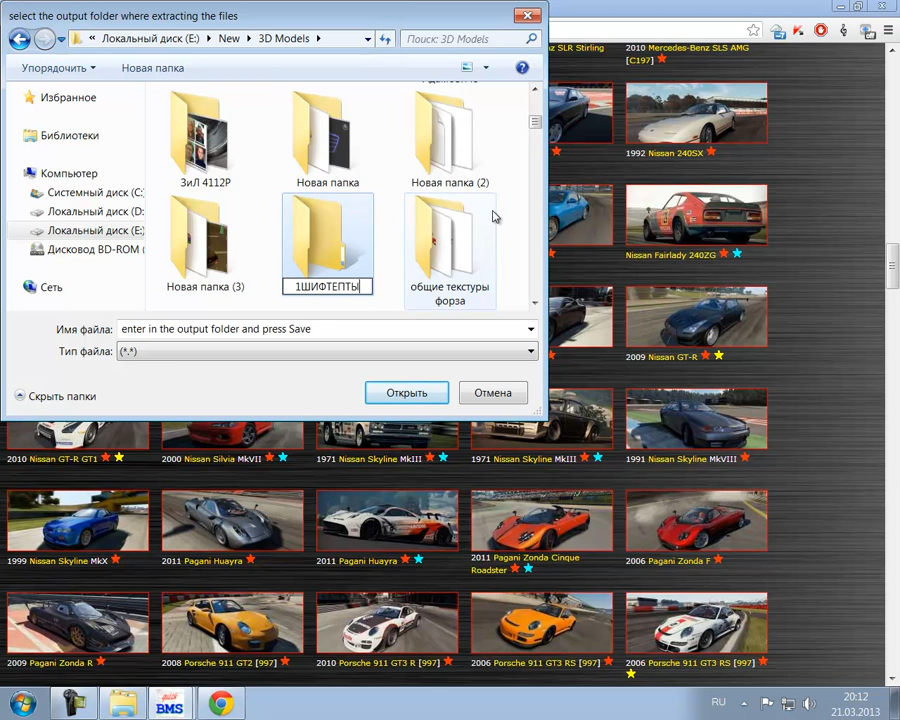 select the output folder where extracting the files
« Локальный диск (E:) ▸ New ▸ 3D Models ▸
Поиск: 3D Models
Упорядочить
Новая папка
Избранное
Библиотеки
Компьютер
Системный диск (C:
Локальный диск (D:
Локальный диск (E:
Дисковод BD-ROM (
Сеть
ЗиЛ 4112Р
Новая папка
Новая папка (2)
Новая папка (3)
1ШИФТЕПТЫ
общие текстуры
форза
Имя файла:
enter in the output folder and press Save
Тип файла:
(*.*)
Скрыть папки
Открыть
Отмена
SLR Stirling
2010 Mercedes-Benz SLS AMG
[C197]
1992 Nissan 240SX
Nissan Fairlady 240ZG
2009 Nissan GT-R
2010 Nissan GT-R GT1
2000 Nissan Silvia MkVII
1971 Nissan Skyline MkIII
1971 Nissan Skyline MkIII
1991 Nissan Skyline MkVIII
1999 Nissan Skyline MkX
2011 Pagani Huayra
2011 Pagani Huayra
2011 Pagani Zonda Cinque
Roadster
2006 Pagani Zonda F
2009 Pagani Zonda R
2008 Porsche 911 GT2 [997]
2010 Porsche 911 GT3 R [997]
2006 Porsche 911 GT3 RS [997]
2006 Porsche 911 GT3 RS [997]
quick
BMS
RU
20:12
21.03.2013